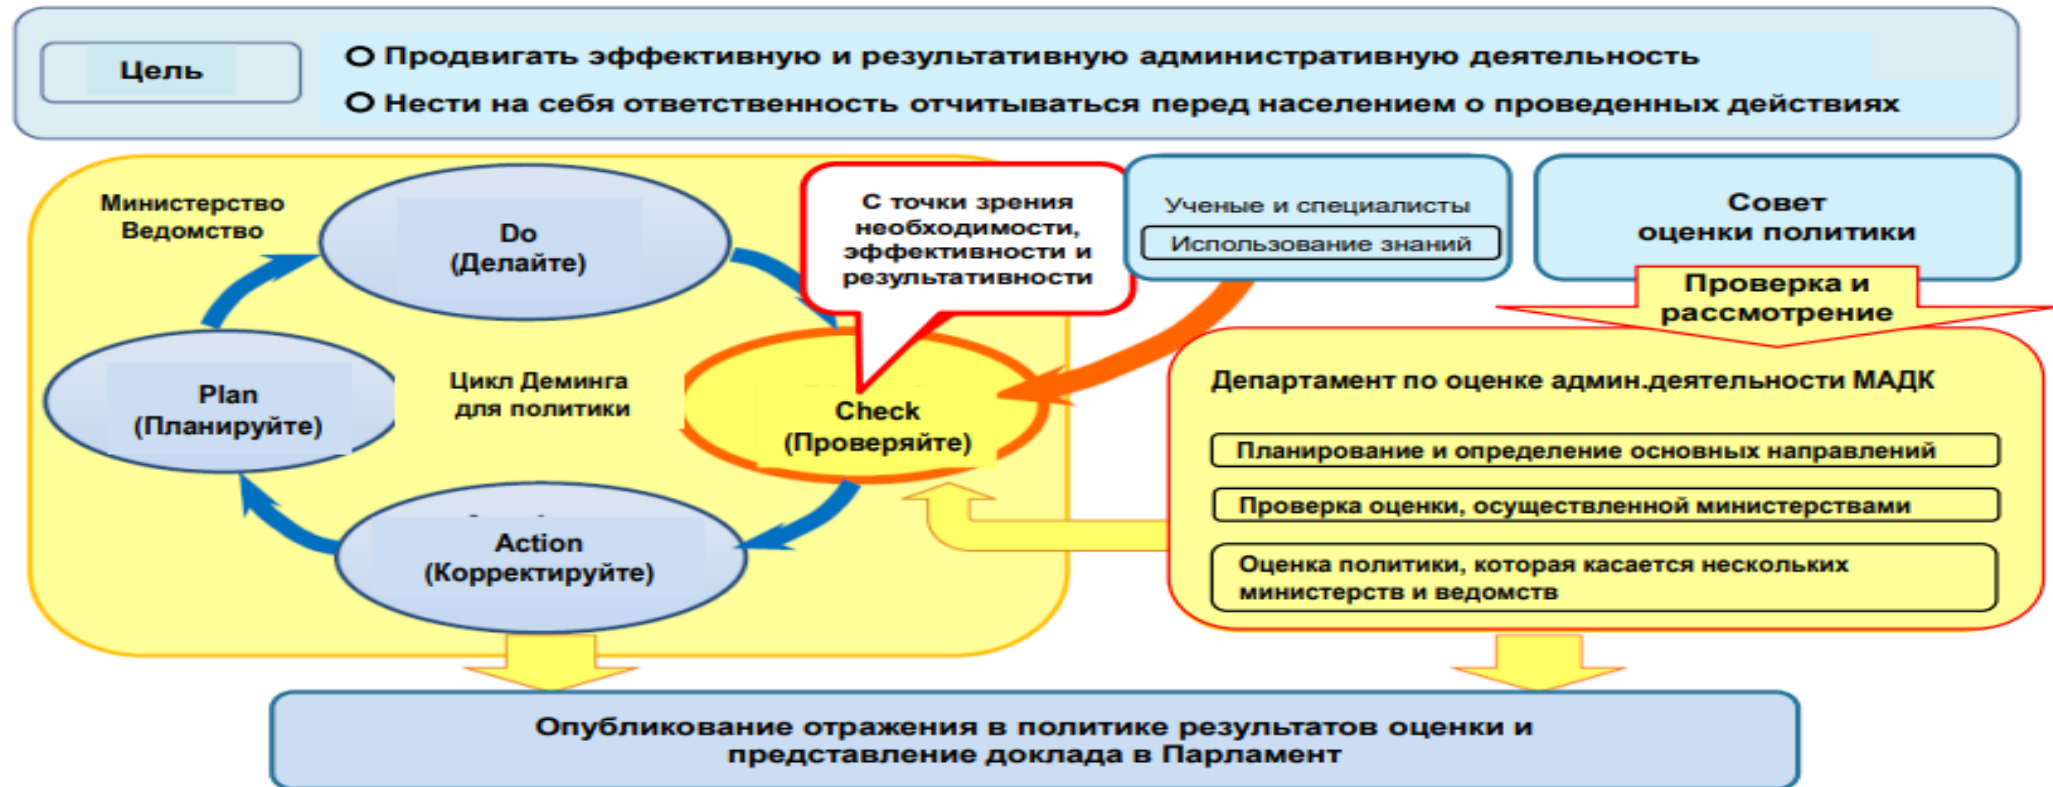 Цель
Продвигать эффективную и результативную административную деятельность
Нести на себя ответственность отчитываться перед населением о проведенных действиях
Министерство
Ведомство
Do
(Делайте)
С точки зрения
необходимости,
эффективности и
результативности
Ученые и специалисты
Использование знаний
Совет
оценки политики
Проверка и
рассмотрение
Plan
(Планируйте)
Цикл Деминга
для политики
Check
(Проверяйте)
Action
(Корректируйте)
Департамент по оценке админ.деятельности МАДК
Планирование и определение основных направлений
Проверка оценки, осуществленной министерствами
Оценка политики, которая касается нескольких
министерств и ведомств
Опубликование отражения в политике результатов оценки и
представление доклада в Парламент